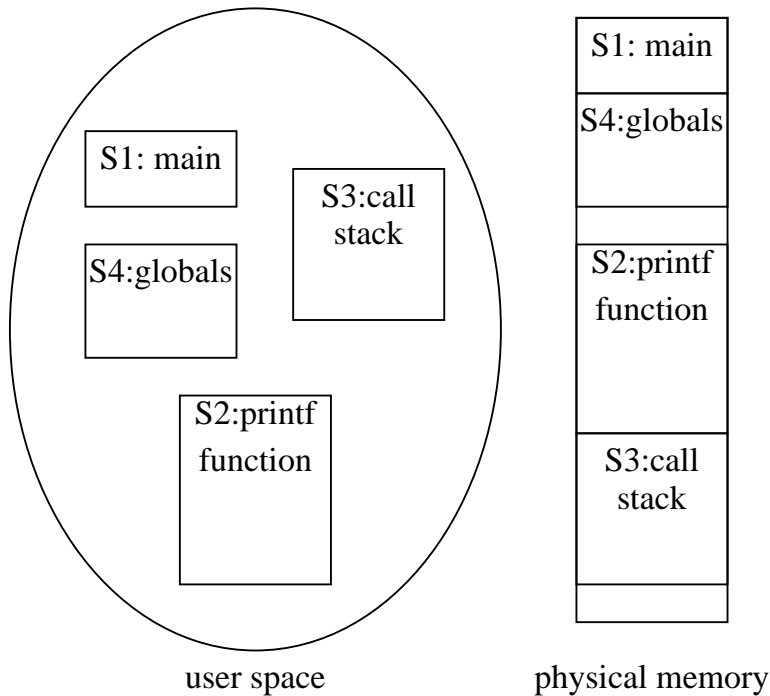 S1: main
S3:call
stack
S4:globals
S2:printf
function
user space
S1: main
S4:globals
S2:printf
function
S3:call
stack
physical memory